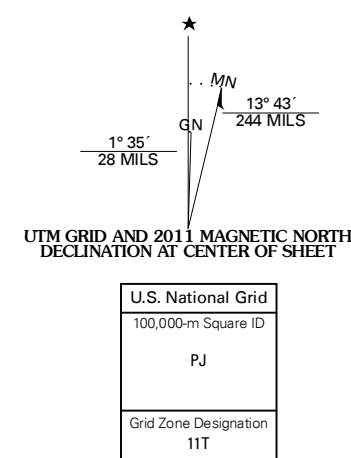 ★
MN
GN
13° 43´
244 MILS
1° 35´
28 MILS
UTM GRID AND 2011 MAGNETIC NORTH
DECLINATION AT CENTER OF SHEET
U.S. National Grid
100,000-m Square ID
PJ
Grid Zone Designation
11T